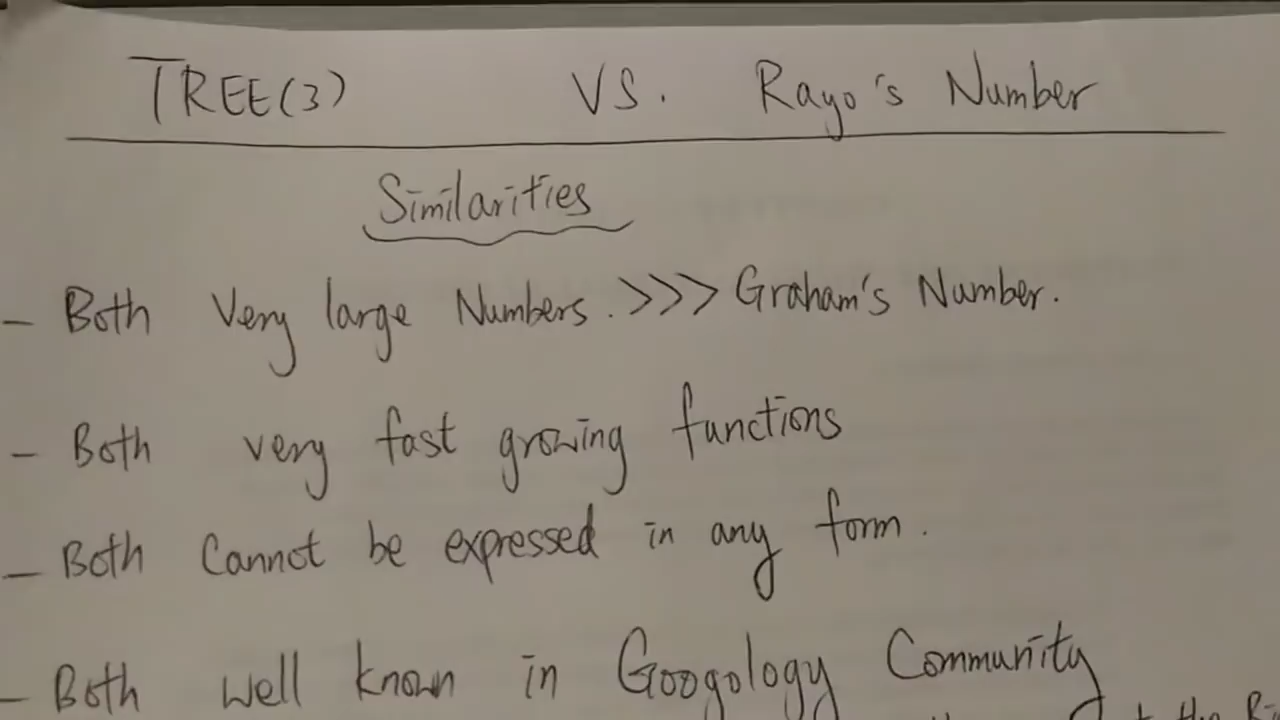 TREE(3) VS. Rayo's Number
Similarities
- Both Very large Numbers. >>> Graham's Number.
- Both very fast growing functions
- Both Cannot be expressed in any form.
- Both well known in Googology Community